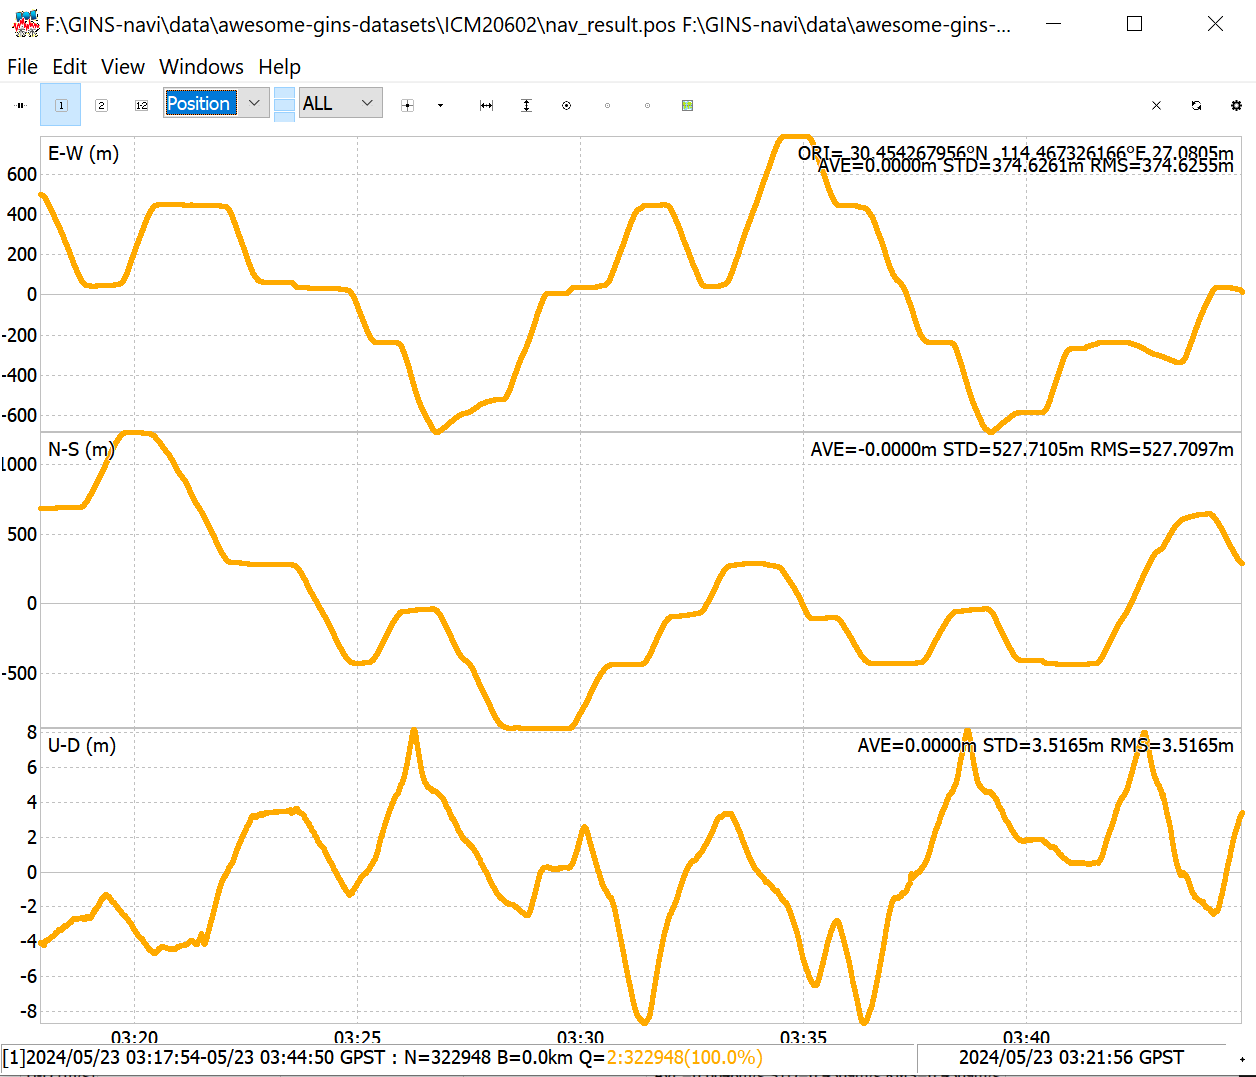 F:\GINS-navi\data\awesome-gins-datasets\ICM20602\nav_result.pos F:\GINS-navi\data\awesome-gins-...
File Edit View Windows Help
1 2 1-2 Position ALL
E-W (m)
ORI= 30.454267956°N 114.467326166°E 27.0805m
AVE=0.0000m STD=374.6261m RMS=374.6255m
600
400
200
0
-200
-400
-600
N-S (m)
AVE=-0.0000m STD=527.7105m RMS=527.7097m
1000
500
0
-500
U-D (m)
AVE=0.0000m STD=3.5165m RMS=3.5165m
8
6
4
2
0
-2
-4
-6
-8
03:20 03:25 03:30 03:35 03:40
[1]2024/05/23 03:17:54-05/23 03:44:50 GPST : N=322948 B=0.0km Q=2:322948(100.0%)
2024/05/23 03:21:56 GPST